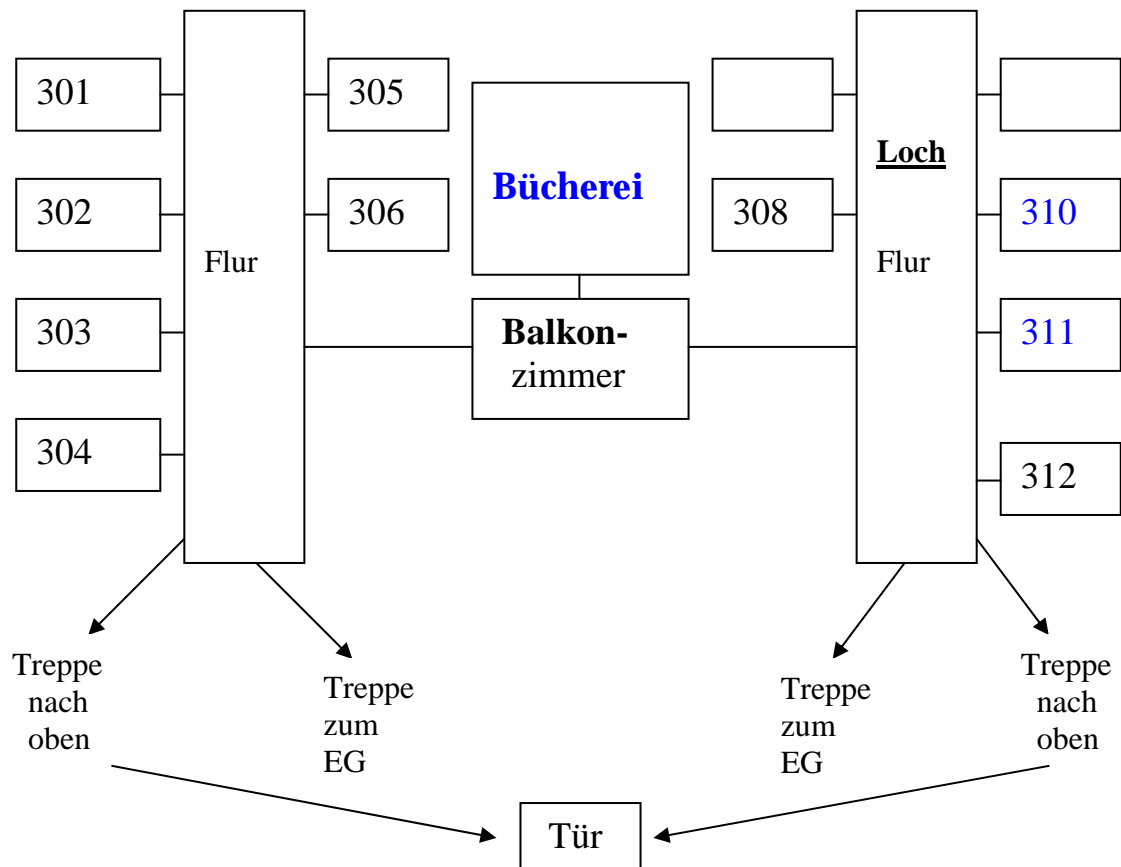 301
305
Loch
Bücherei
302
306
308
310
Flur
Flur
303
Balkon-
zimmer
311
304
312
Treppe
nach
oben
Treppe
zum
EG
Treppe
zum
EG
Treppe
nach
oben
Tür